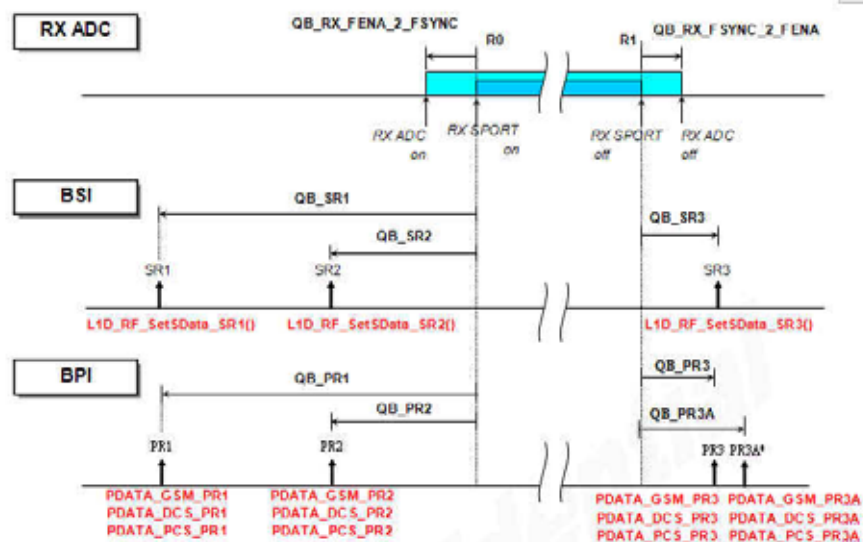 RX ADC
QB_RX_FENA_2_FSYNC
R0
R1
QB_RX_FSYNC_2_FENA
RX ADC on
RX SPORT on
RX SPORT off
RX ADC off
BSI
QB_SR1
QB_SR2
QB_SR3
SR1
SR2
SR3
L1D_RF_SetSData_SR1()
L1D_RF_SetSData_SR2()
L1D_RF_SetSData_SR3()
BPI
QB_PR1
QB_PR2
QB_PR3
QB_PR3A
PR1
PR2
PR3
PR3A'
PDATA_GSM_PR1
PDATA_DCS_PR1
PDATA_PCS_PR1
PDATA_GSM_PR2
PDATA_DCS_PR2
PDATA_PCS_PR2
PDATA_GSM_PR3
PDATA_DCS_PR3
PDATA_PCS_PR3
PDATA_GSM_PR3A
PDATA_DCS_PR3A
PDATA_PCS_PR3A